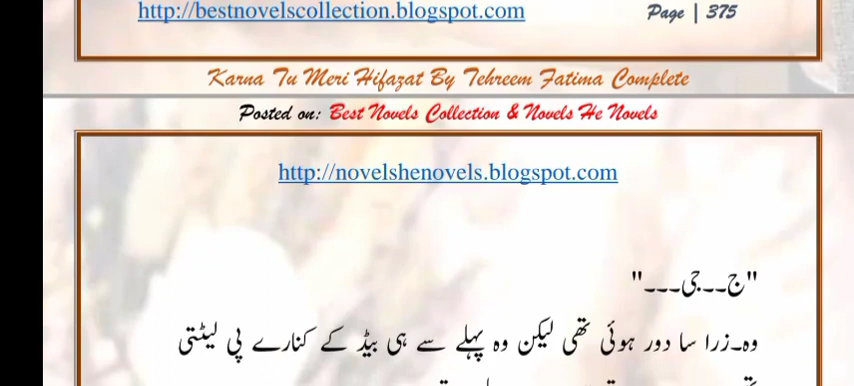 http://bestnovelscollection.blogspot.com Page | 375
Karna Tu Meri Hifazat By Tehreem Fatima Complete
Posted on: Best Novels Collection & Novels He Novels
http://novelshenovels.blogspot.com
"ج۔۔جی۔۔۔"
وہ۔زرا سا دور ہوئی تھی لیکن وہ پہلے سے ہی بیڈ کے کنارے پی لیٹتی